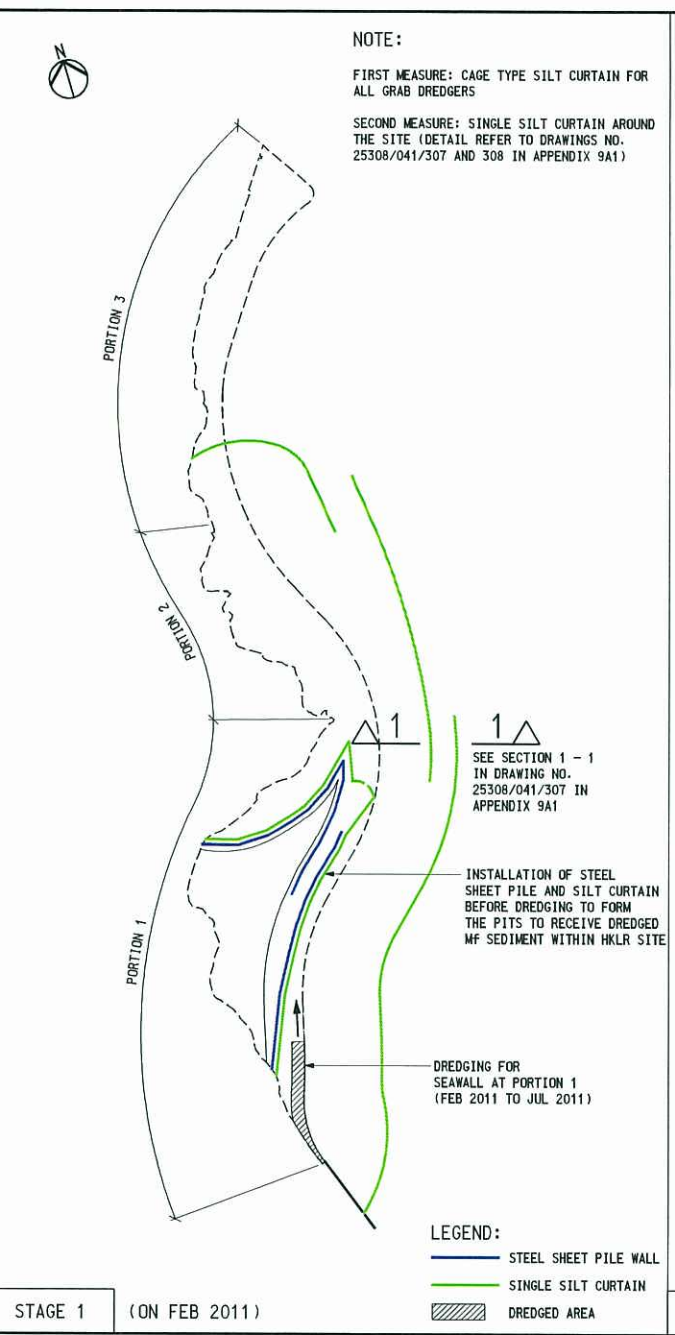 NOTE:
N
FIRST MEASURE: CAGE TYPE SILT CURTAIN FOR
ALL GRAB DREDGERS
SECOND MEASURE: SINGLE SILT CURTAIN AROUND
THE SITE (DETAIL REFER TO DRAWINGS NO.
25308/041/307 AND 308 IN APPENDIX 9A1)
PORTION 3
PORTION 2
1
1
SEE SECTION 1 - 1
IN DRAWING NO.
25308/041/307 IN
APPENDIX 9A1
INSTALLATION OF STEEL
SHEET PILE AND SILT CURTAIN
BEFORE DREDGING TO FORM
THE PITS TO RECEIVE DREDGED
Mf SEDIMENT WITHIN HKLR SITE
PORTION 1
DREDGING FOR
SEAWALL AT PORTION 1
(FEB 2011 TO JUL 2011)
LEGEND:
STEEL SHEET PILE WALL
SINGLE SILT CURTAIN
DREDGED AREA
STAGE 1
(ON FEB 2011)